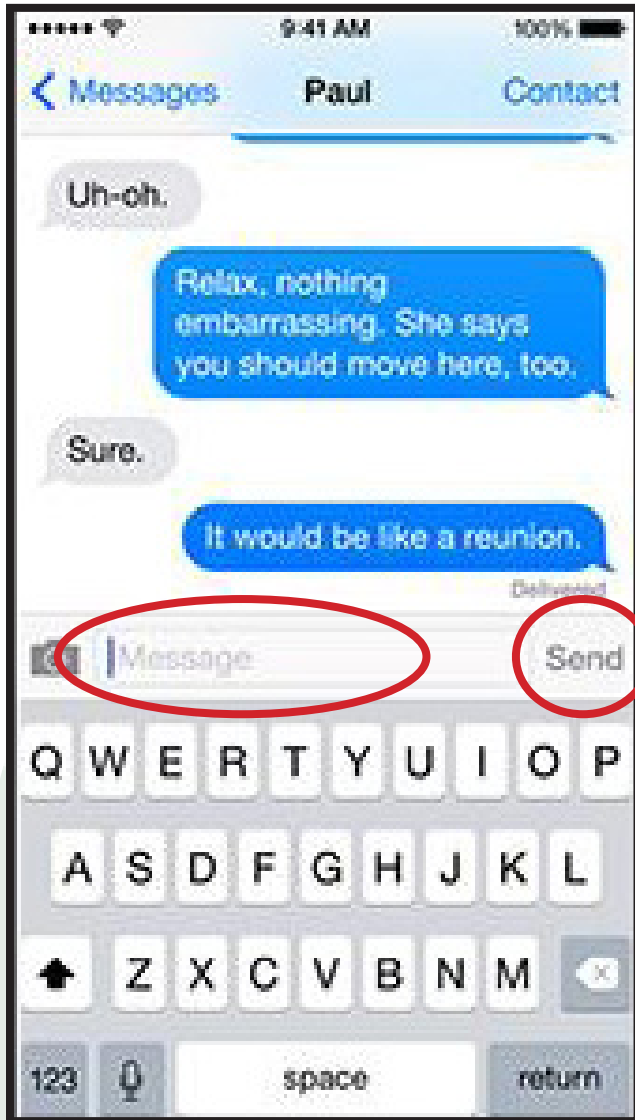 9:41 AM 100%
Messages Paul Contact
Uh-oh.
Relax, nothing
embarrassing. She says
you should move here, too.
Sure.
It would be like a reunion.
Delivered
Message Send
Q W E R T Y U I O P
A S D F G H J K L
Z X C V B N M
123 space return